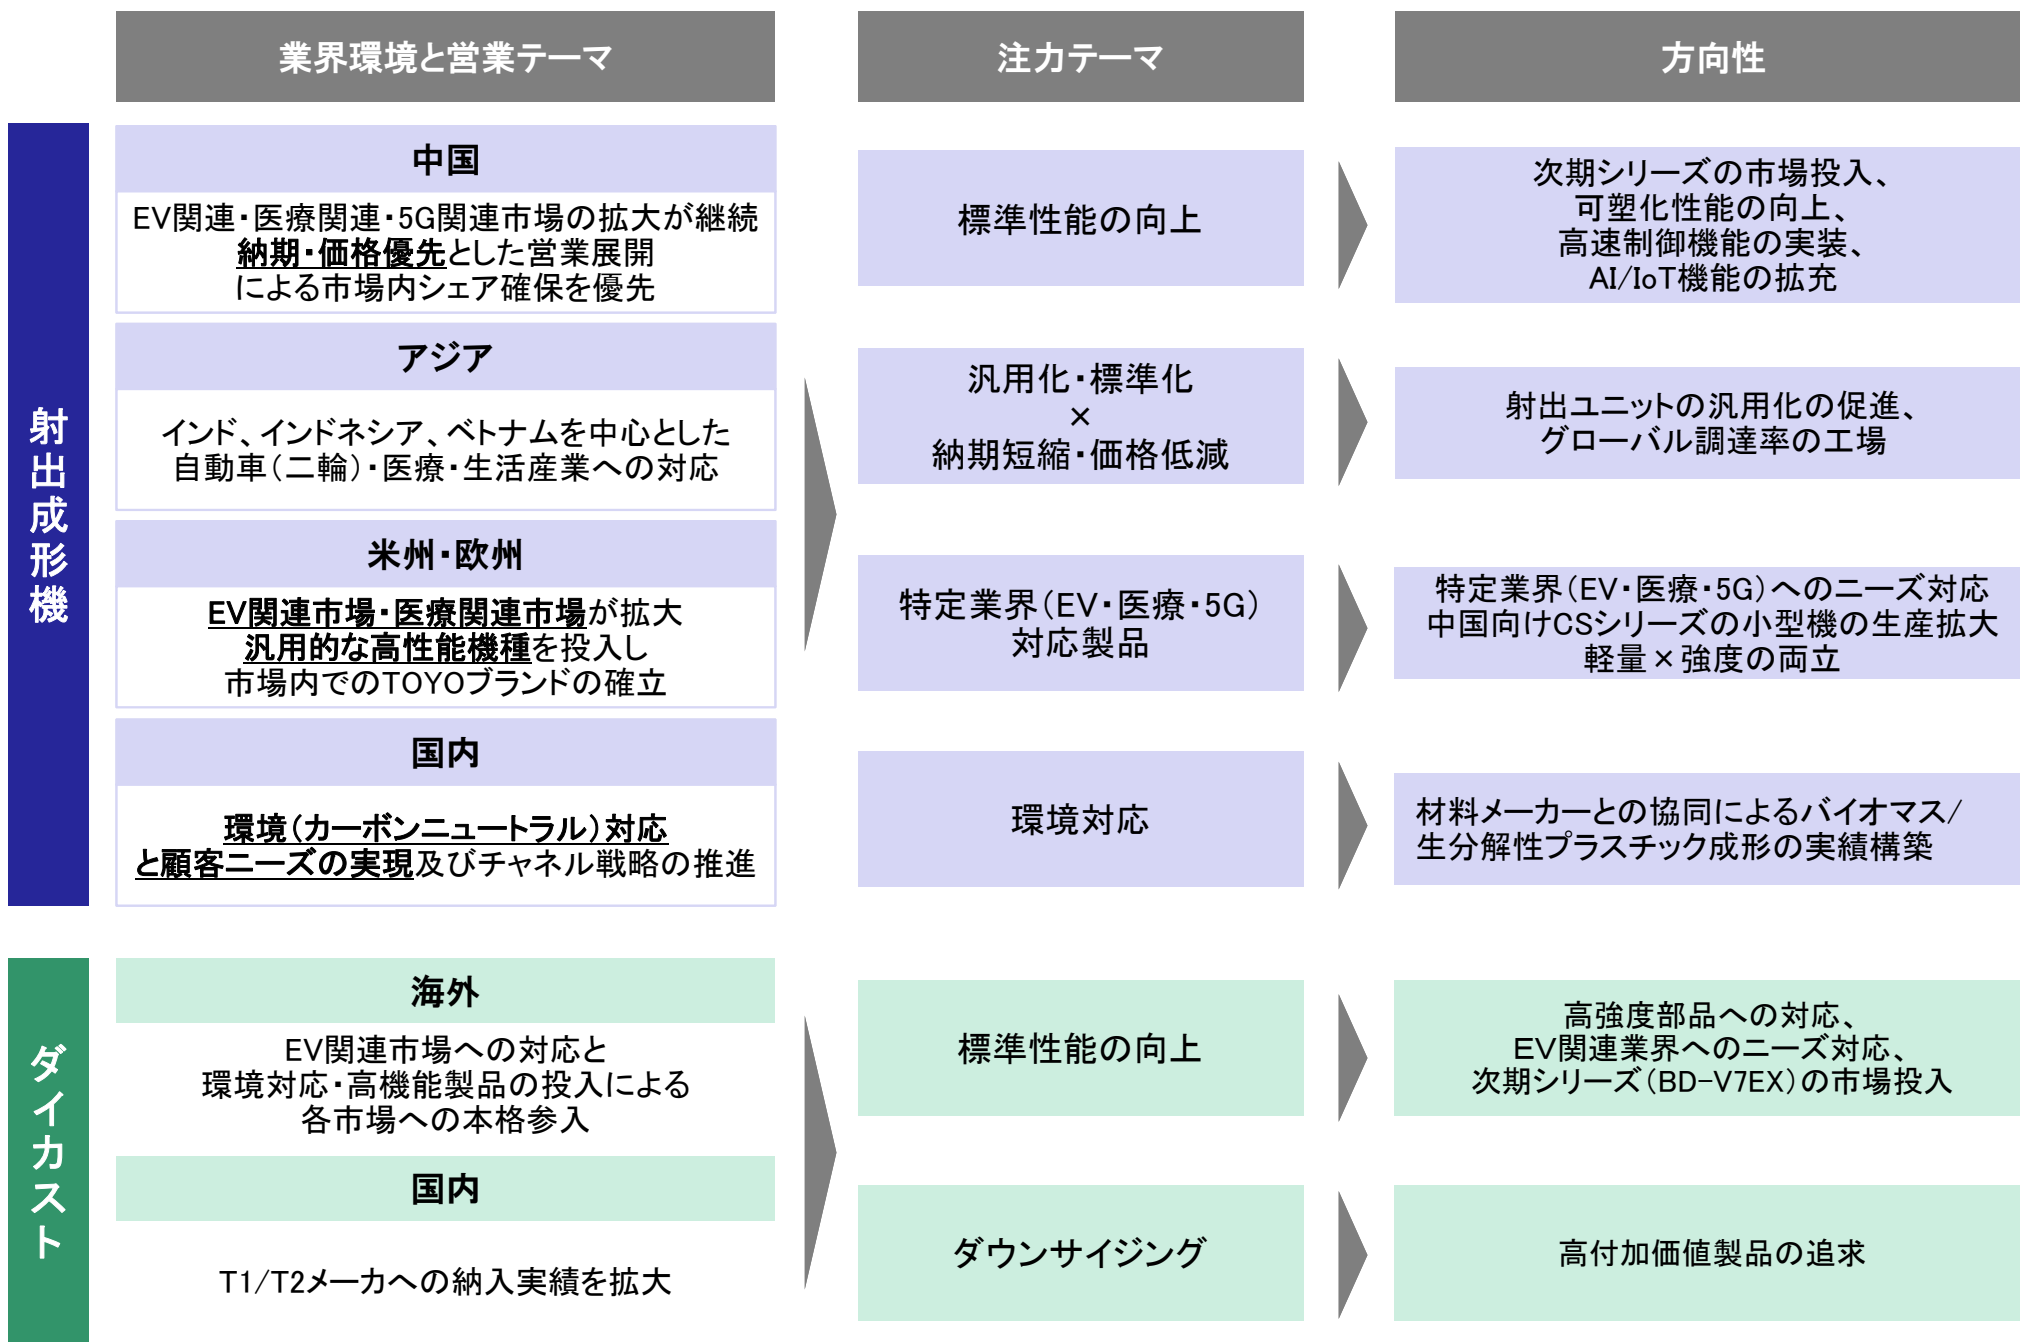 業界環境と営業テーマ
注力テーマ
方向性
射出成形機
中国
EV関連・医療関連・5G関連市場の拡大が継続
納期・価格優先とした営業展開
による市場内シェア確保を優先
アジア
インド、インドネシア、ベトナムを中心とした
自動車（二輪）・医療・生活産業への対応
米州・欧州
EV関連市場・医療関連市場が拡大
汎用的な高性能機種を投入し
市場内でのTOYOブランドの確立
国内
環境（カーボンニュートラル）対応
と顧客ニーズの実現及びチャネル戦略の推進
標準性能の向上
次期シリーズの市場投入、
可塑化性能の向上、
高速制御機能の実装、
AI/IoT機能の拡充
汎用化・標準化
×
納期短縮・価格低減
射出ユニットの汎用化の促進、
グローバル調達率の工場
特定業界（EV・医療・5G）
対応製品
特定業界（EV・医療・5G）へのニーズ対応
中国向けCSシリーズの小型機の生産拡大
軽量×強度の両立
環境対応
材料メーカーとの協同によるバイオマス/
生分解性プラスチック成形の実績構築
ダイカスト
海外
EV関連市場への対応と
環境対応・高機能製品の投入による
各市場への本格参入
国内
T1/T2メーカへの納入実績を拡大
標準性能の向上
高強度部品への対応、
EV関連業界へのニーズ対応、
次期シリーズ（BD-V7EX）の市場投入
ダウンサイジング
高付加価値製品の追求